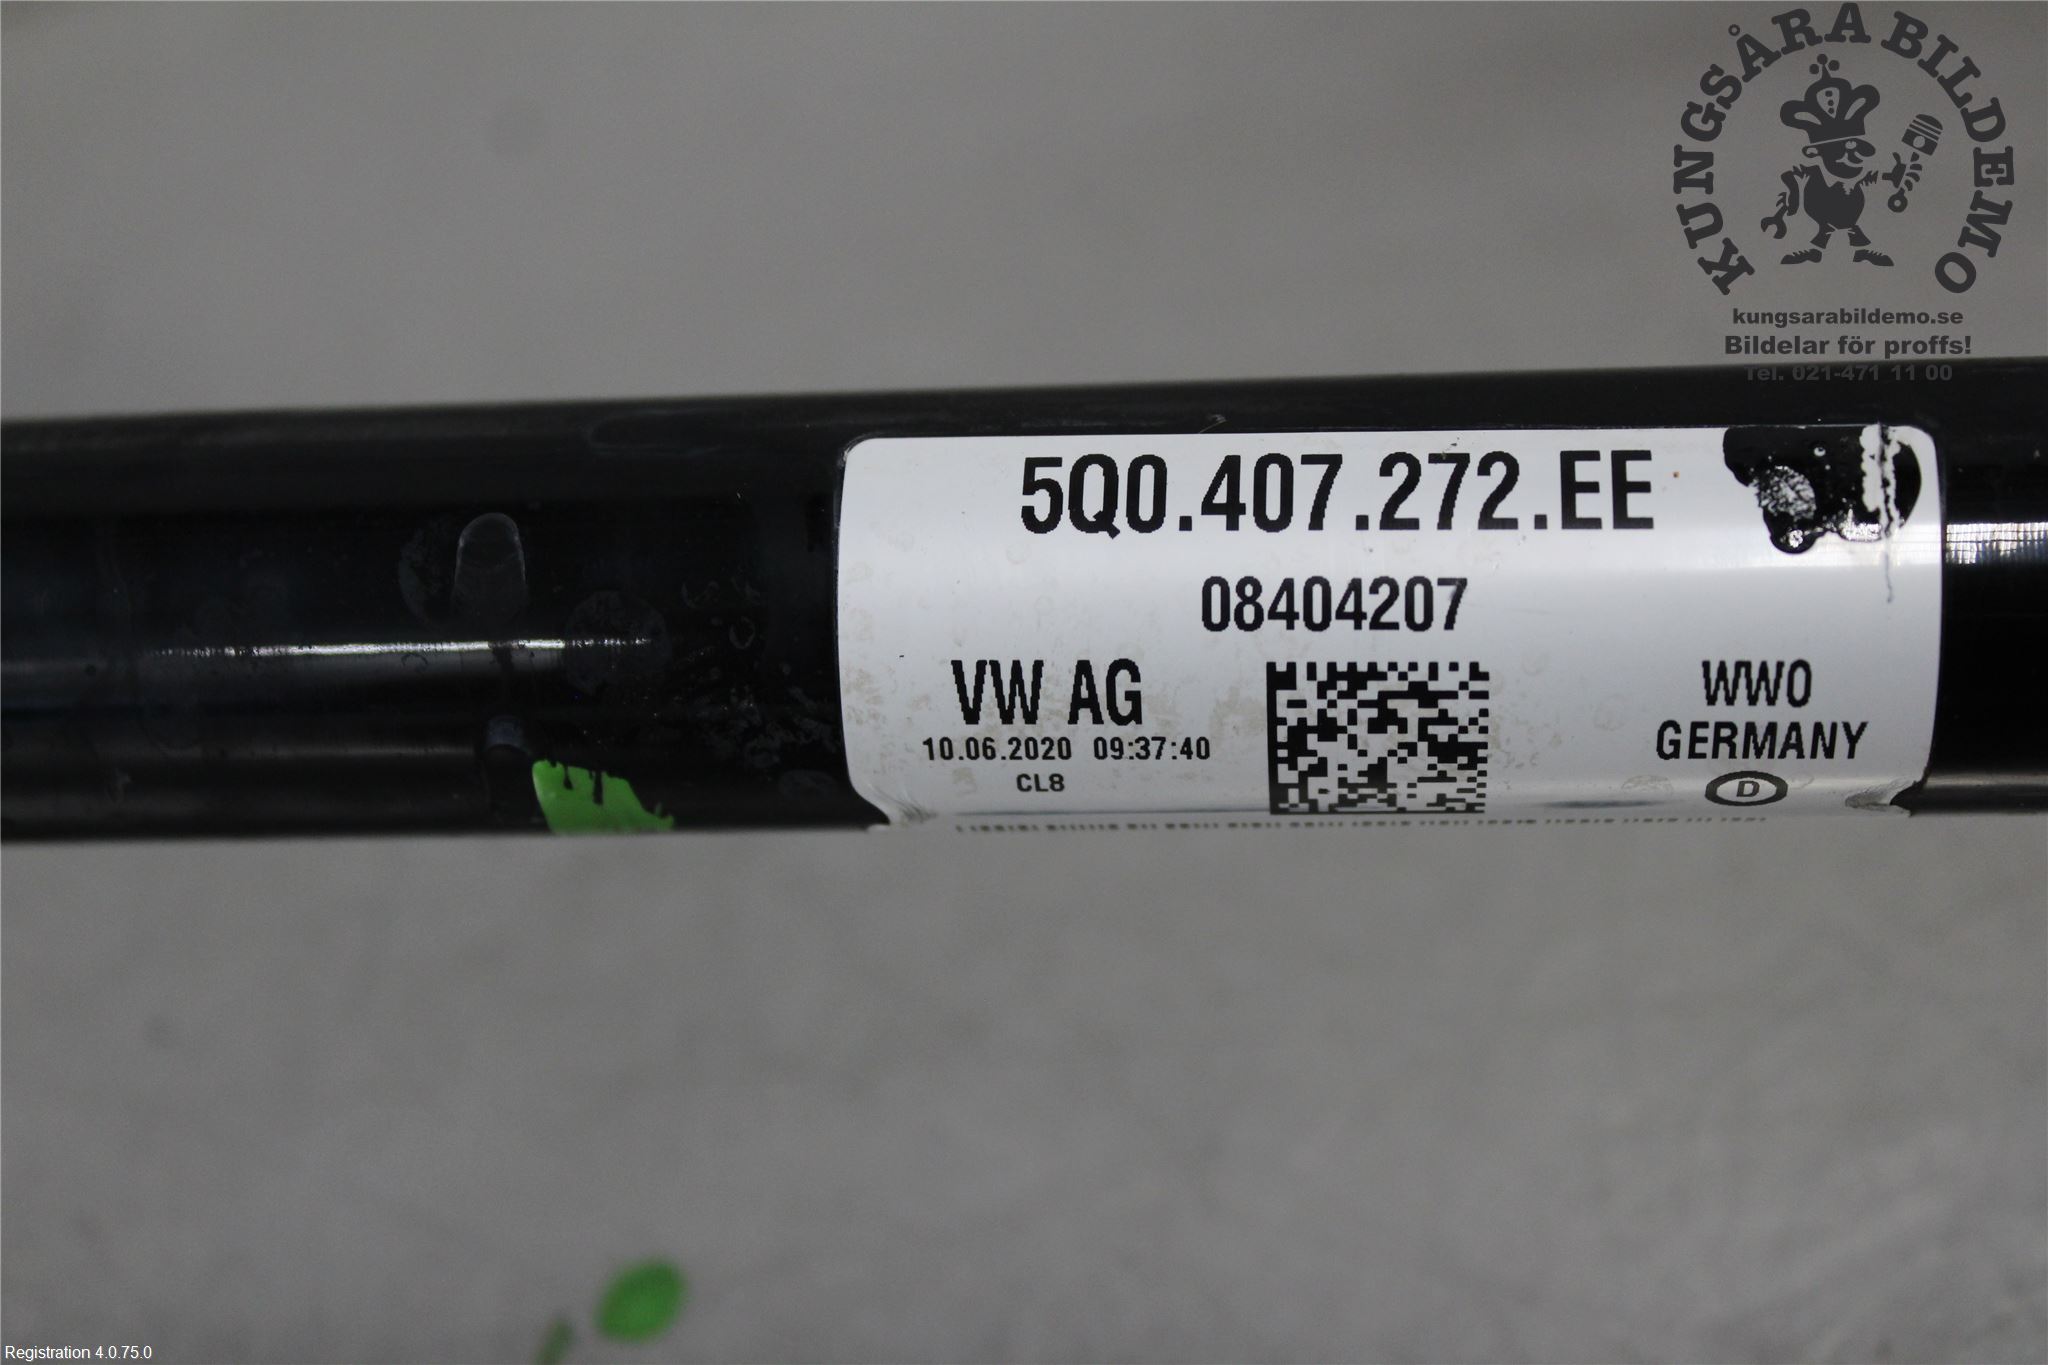 KUNGSÅRA BILDEMO
kungsarabildemo.se
Bildelar för proffs!
Tel. 021-471 11 00
5Q0.407.272.EE
08404207
VW AG
10.06.2020 09:37:40
CL8
WWO
GERMANY
D
Registration 4.0.75.0